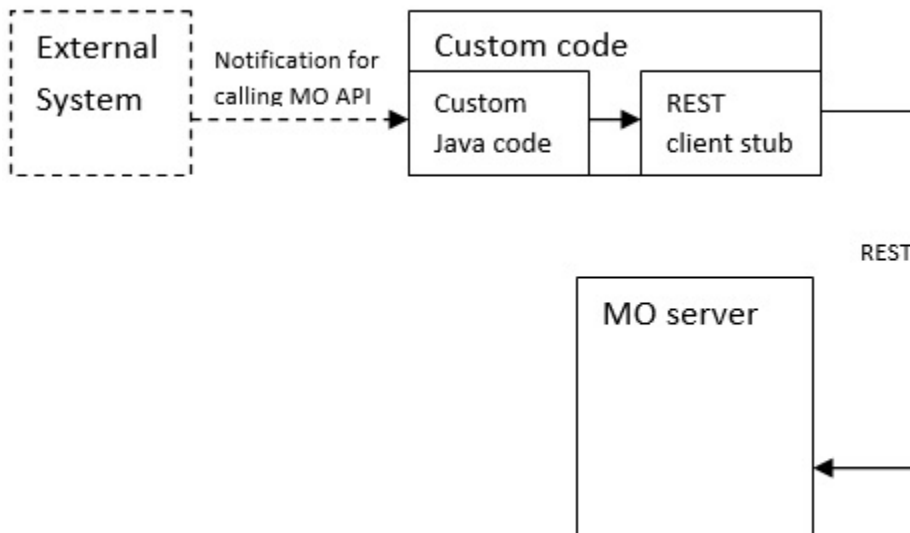 External
System
Notification for
calling MO API
Custom code
Custom
Java code
REST
client stub
REST
MO server